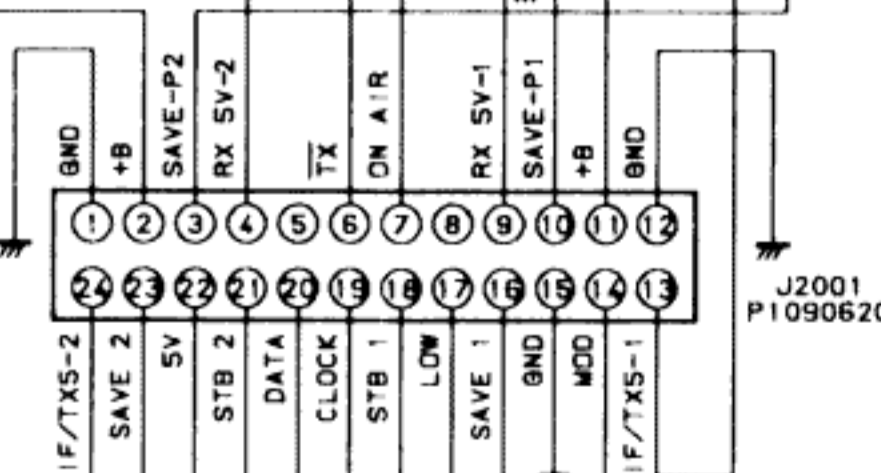 GND
+B
SAVE-P2
RX 5V-2
TX
ON AIR
RX 5V-1
SAVE-P1
+B
GND
1 2 3 4 5 6 7 8 9 10 11 12
24 23 22 21 20 19 18 17 16 15 14 13
J2001
P1090620
IF/TX5-2
SAVE 2
5V
STB 2
DATA
CLOCK
STB 1
LOW
SAVE 1
GND
MOD
IF/TX5-1